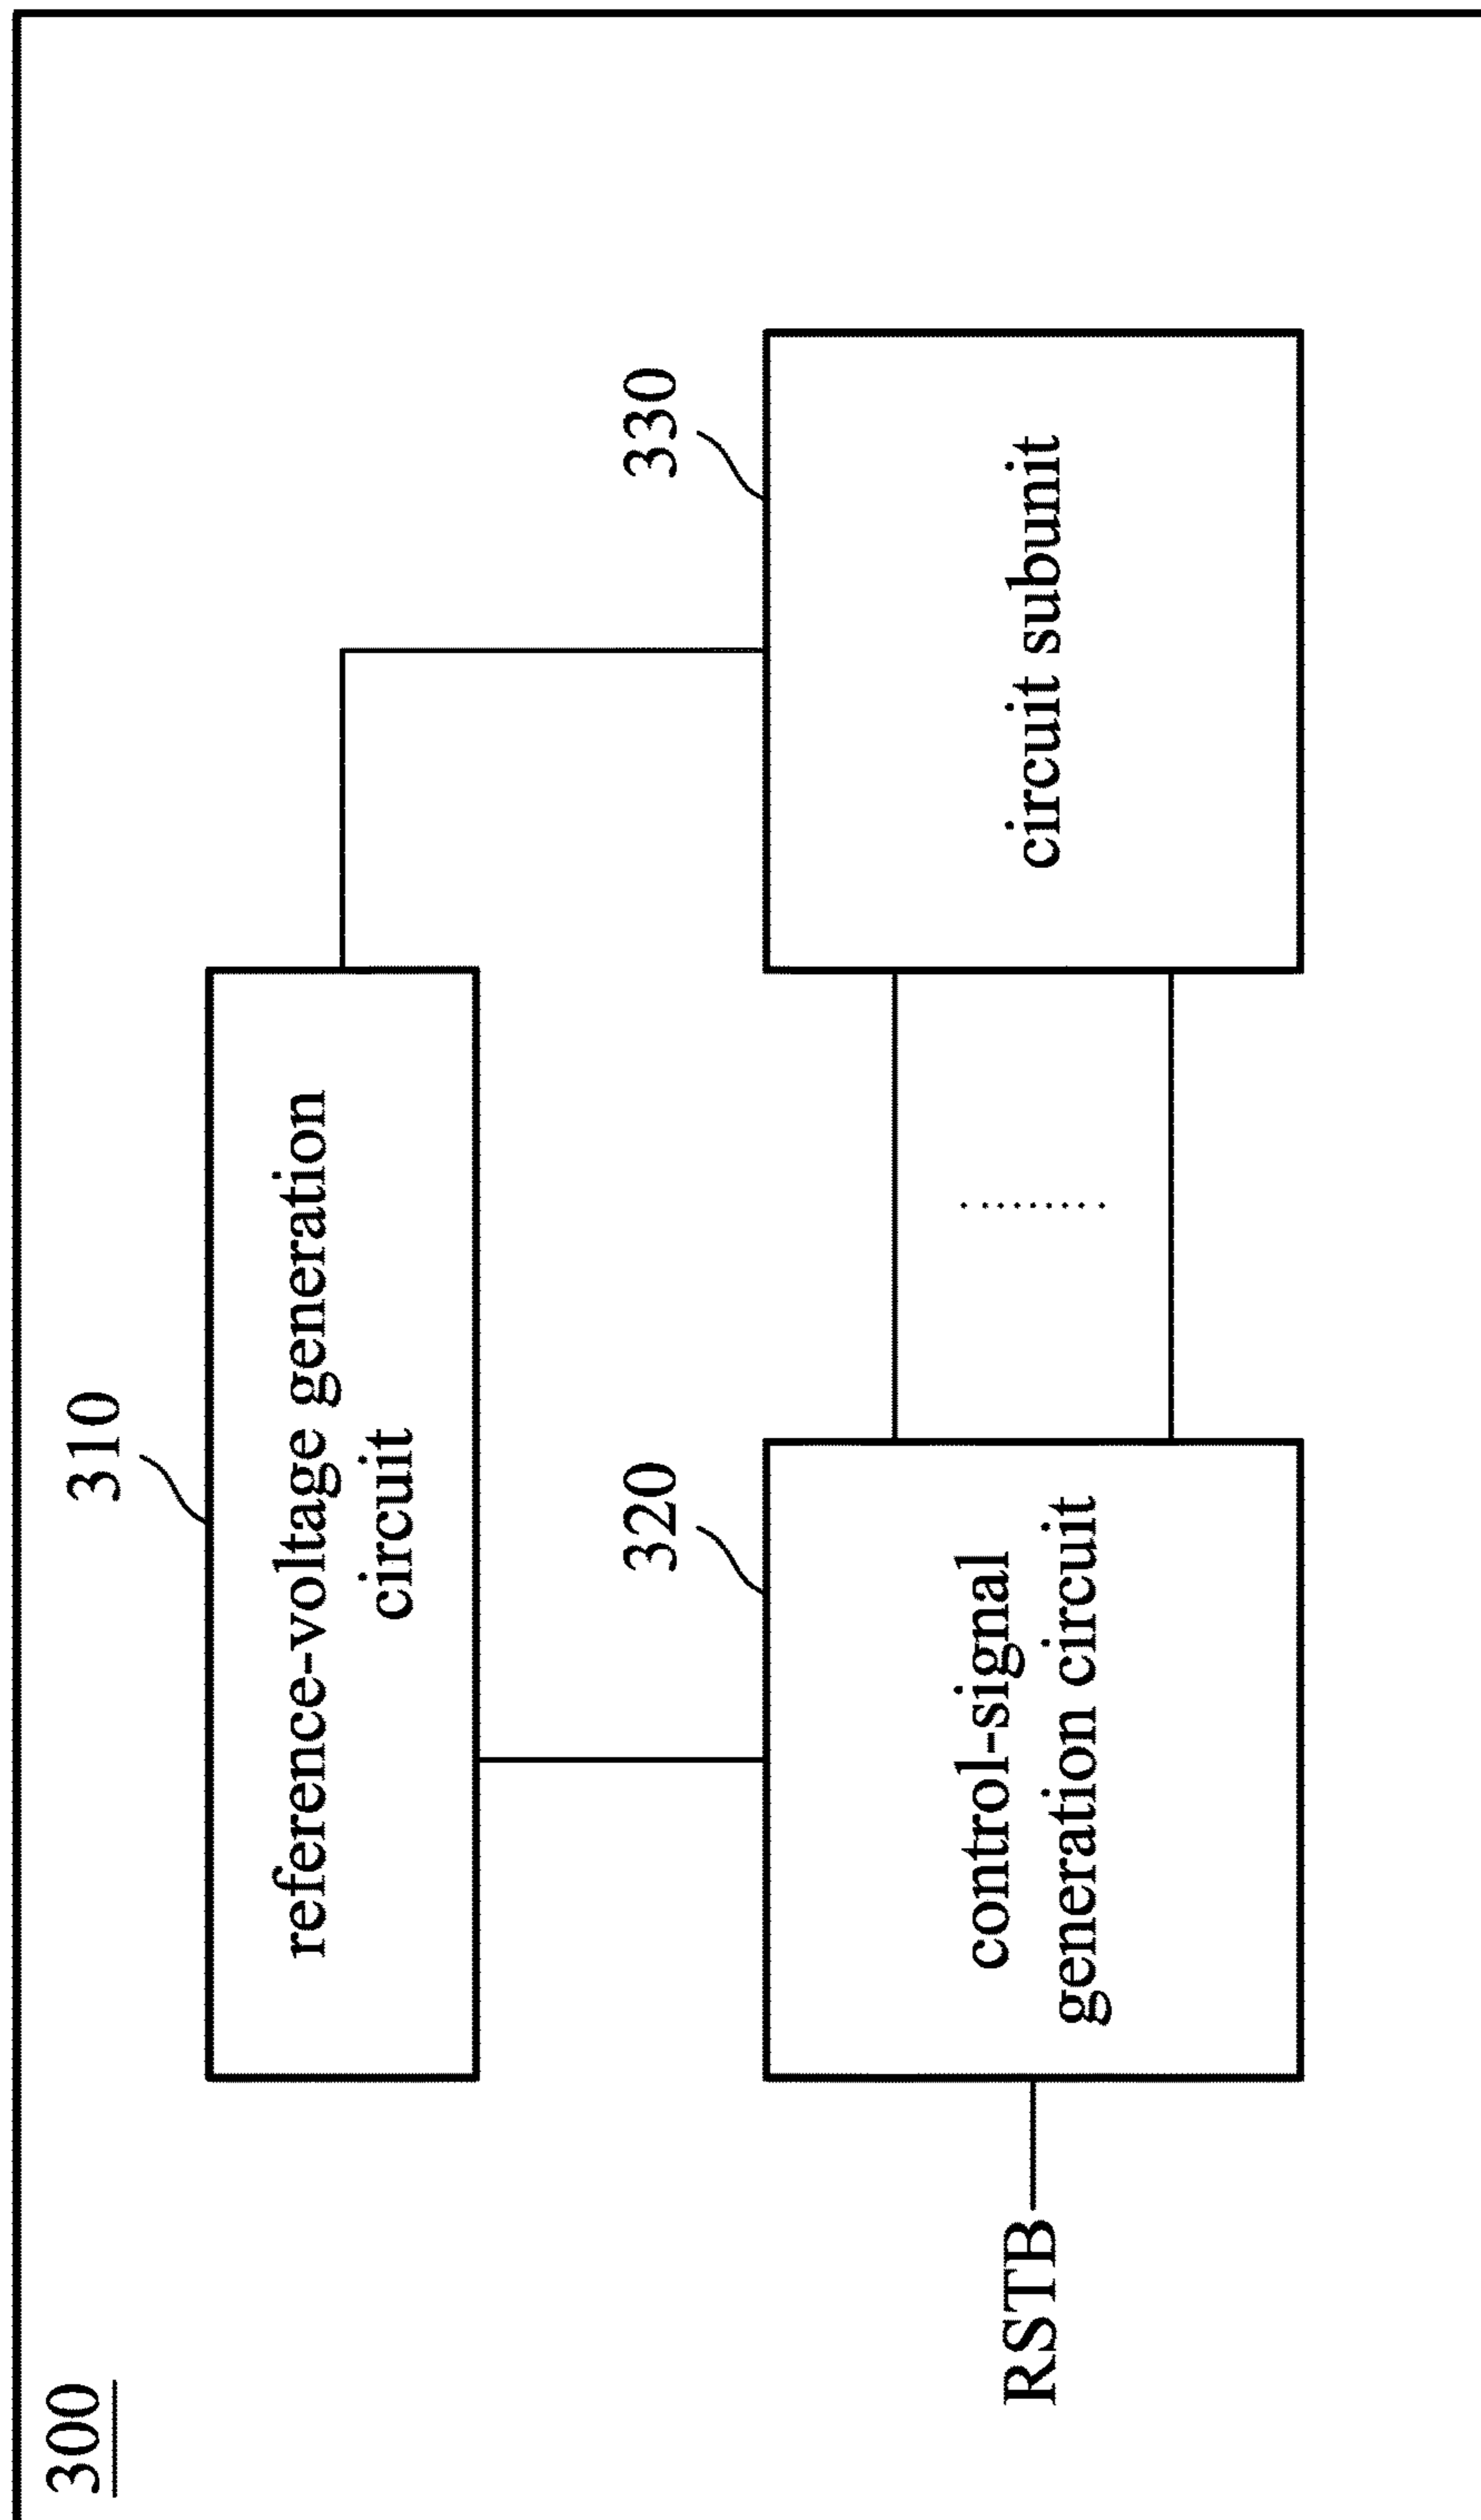 300
310
reference-voltage generation
circuit
320
control-signal
generation circuit
330
circuit subunit
RSTB